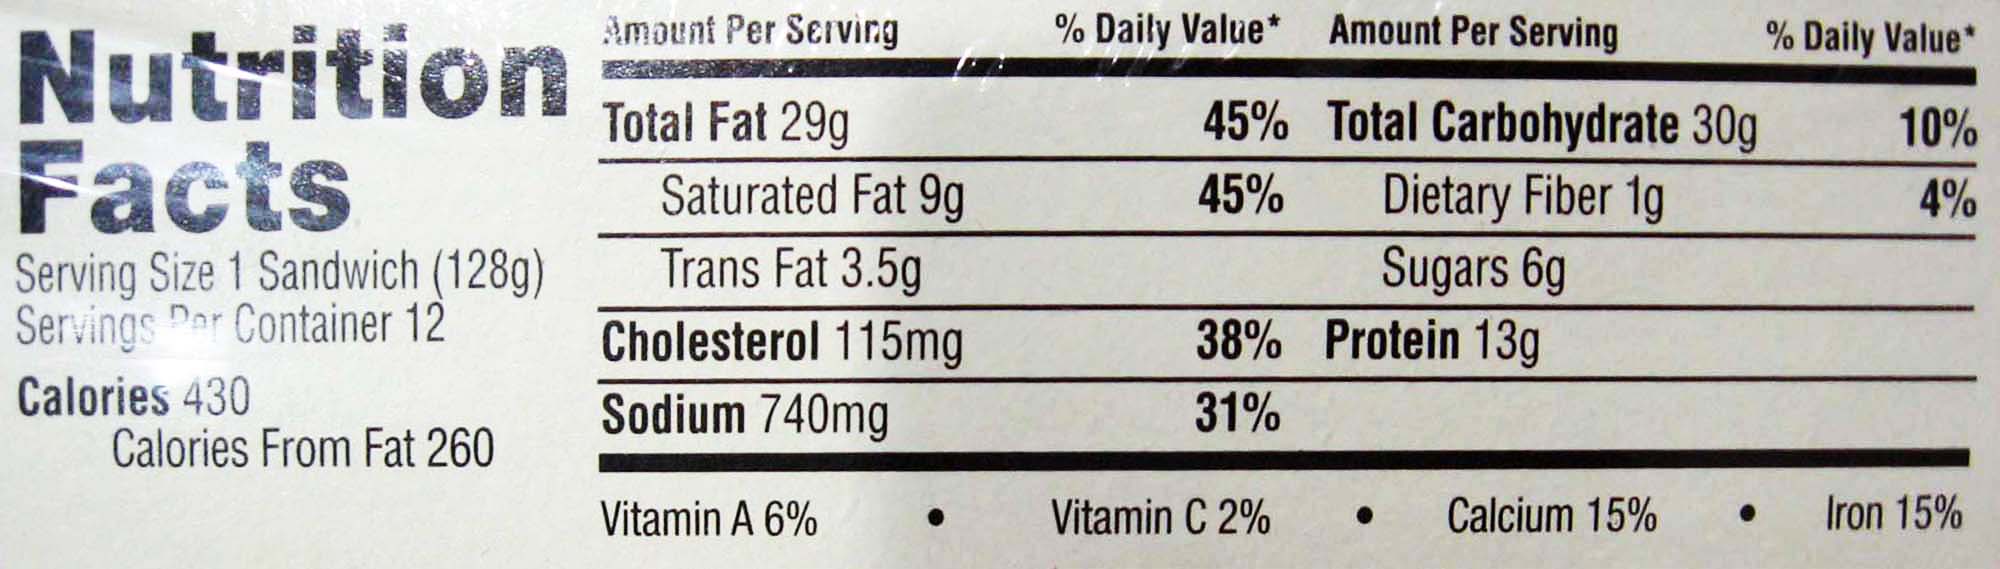 Nutrition
Facts
Serving Size 1 Sandwich (128g)
Servings Per Container 12
Calories 430
Calories From Fat 260
Amount Per Serving % Daily Value* Amount Per Serving % Daily Value*
Total Fat 29g 45% Total Carbohydrate 30g 10%
Saturated Fat 9g 45% Dietary Fiber 1g 4%
Trans Fat 3.5g Sugars 6g
Cholesterol 115mg 38% Protein 13g
Sodium 740mg 31%
Vitamin A 6% • Vitamin C 2% • Calcium 15% • Iron 15%